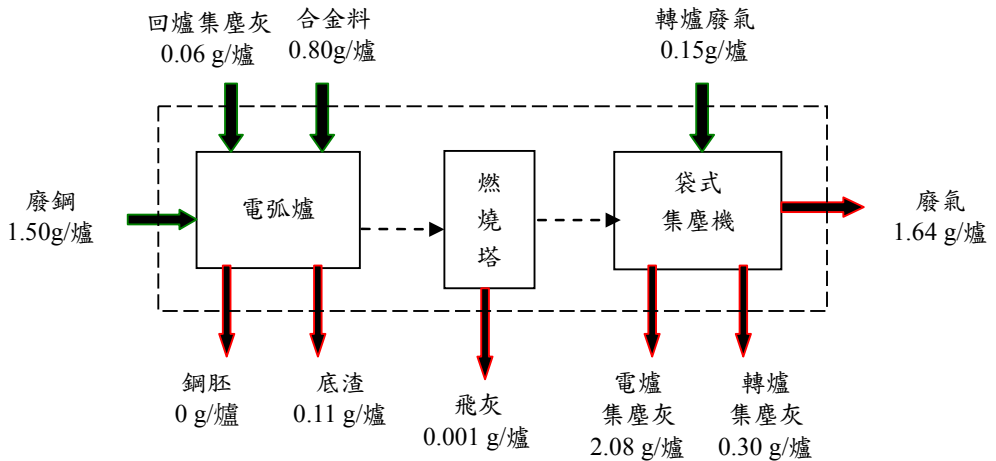 回爐集塵灰
0.06 g/爐
合金料
0.80g/爐
轉爐廢氣
0.15g/爐
廢鋼
1.50g/爐
電弧爐
燃
燒
塔
袋式
集塵機
廢氣
1.64 g/爐
鋼胚
0 g/爐
底渣
0.11 g/爐
飛灰
0.001 g/爐
電爐
集塵灰
2.08 g/爐
轉爐
集塵灰
0.30 g/爐